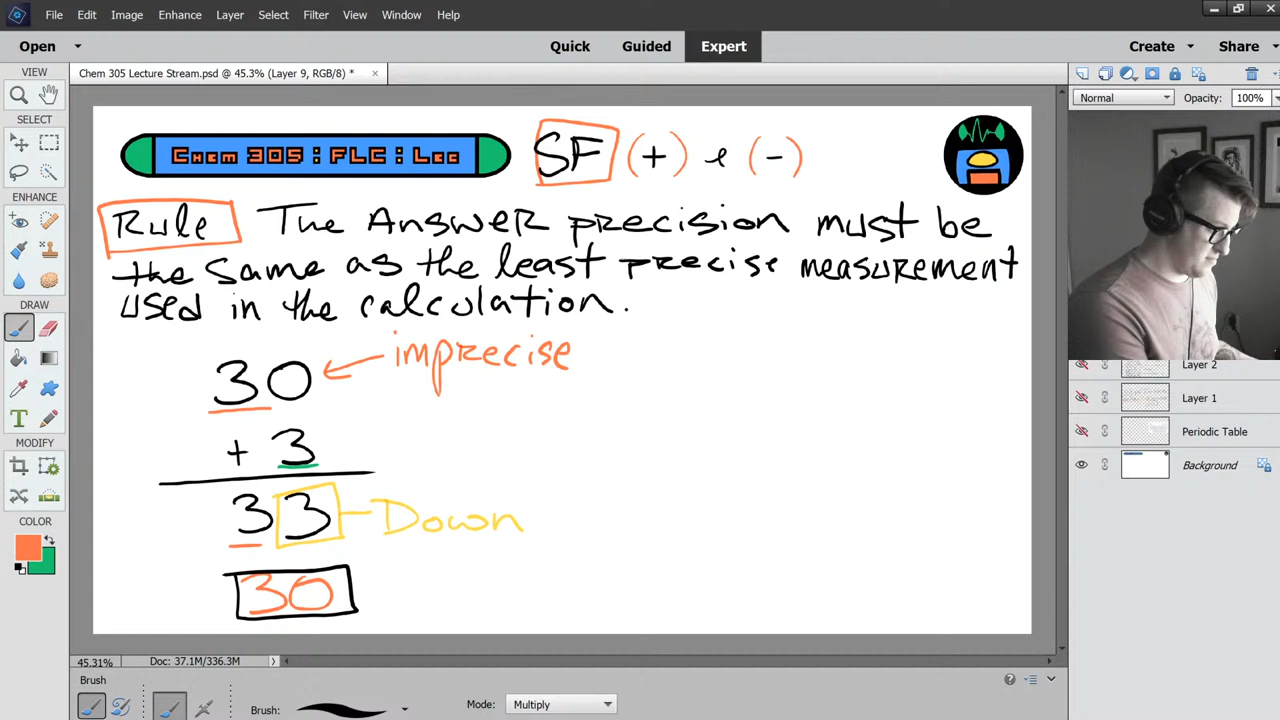 File Edit Image Enhance Layer Select Filter View Window Help
Open Quick Guided Expert Create Share
Chem 305 Lecture Stream.psd @ 45.3% (Layer 9, RGB/8) *
VIEW
SELECT
ENHANCE
DRAW
MODIFY
COLOR
Normal Opacity: 100%
Chem 305 : FLC : Lec
SF (+) e (-)
Rule The Answer precision must be
the same as the least precise measurement
used in the calculation.
30 ← imprecise
+ 3
33 - Down
30
Layer 2
Layer 1
Periodic Table
Background
45.31% Doc: 37.1M/336.3M
Brush
Brush: Mode: Multiply